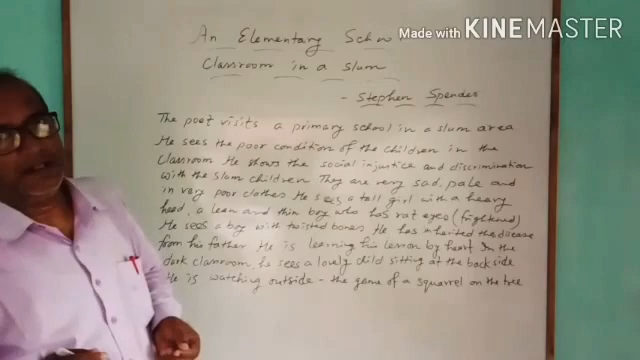 An Elementary Schoo
Made with KINEMASTER
Classroom in a slum
- Stephen Spender
The poet visits a primary school in a slum area
He sees the poor condition of the children in the
classroom. He shows the social injustice and discrimination
with the slum children. They are very sad, pale and
in very poor clothes. He sees a tall girl with a heavy
head, a lean and thin boy who has rat eyes (frightened)
He sees a boy with twisted bones. He has inherited the disease
from his father. He is learning his lesson by heart In the
dark classroom, he sees a lovely child sitting at the back side
He is watching outside - the game of a squarrel on the tree